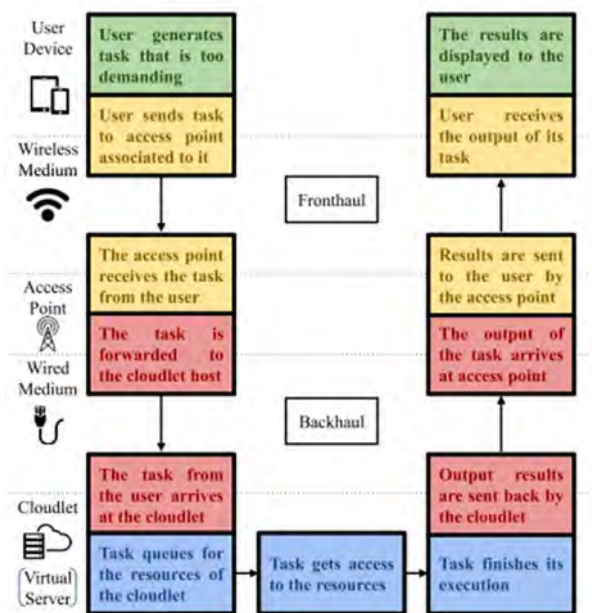 User
Device
User generates
task that is too
demanding
User sends task
to access point
associated to it
The results are
displayed to the
user
User receives
the output of its
task
Wireless
Medium
Fronthaul
The access point
receives the task
from the user
The task is
forwarded to
the cloudlet host
Results are sent
to the user by
the access point
The output of
the task arrives
at access point
Access
Point
Wired
Medium
Backhaul
The task from
the user arrives
at the cloudlet
Task queues for
the resources of
the cloudlet
Task gets access
to the resources
Output results
are sent back by
the cloudlet
Task finishes its
execution
Cloudlet
Virtual
Server